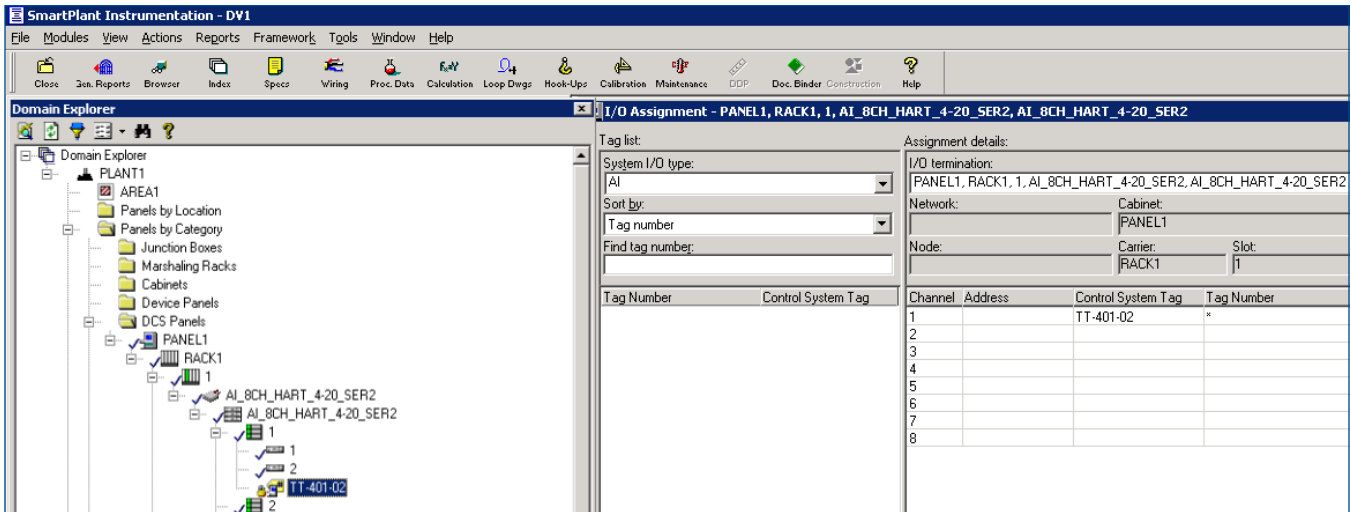 SmartPlant Instrumentation - DV1
File Modules View Actions Reports Framework Tools Window Help
Close Gen. Reports Browser Index Specs Wiring Proc. Data Calculation Loop Dwgs Hook-Ups Calibration Maintenance DDP Doc. Binder Construction Help
Domain Explorer
Domain Explorer
PLANT1
AREA1
Panels by Location
Panels by Category
Junction Boxes
Marshaling Racks
Cabinets
Device Panels
DCS Panels
PANEL1
RACK1
1
AI_8CH_HART_4-20_SER2
AI_8CH_HART_4-20_SER2
1
1
2
TT-401-02
2
I/O Assignment - PANEL1, RACK1, 1, AI_8CH_HART_4-20_SER2, AI_8CH_HART_4-20_SER2
Tag list:
System I/O type:
AI
Sort by:
Tag number
Find tag number:
Tag Number Control System Tag
Assignment details:
I/O termination:
PANEL1, RACK1, 1, AI_8CH_HART_4-20_SER2, AI_8CH_HART_4-20_SER2
Network: Cabinet:
PANEL1
Node: Carrier: Slot:
RACK1 1
Channel Address Control System Tag Tag Number
1 TT-401-02 *
2
3
4
5
6
7
8